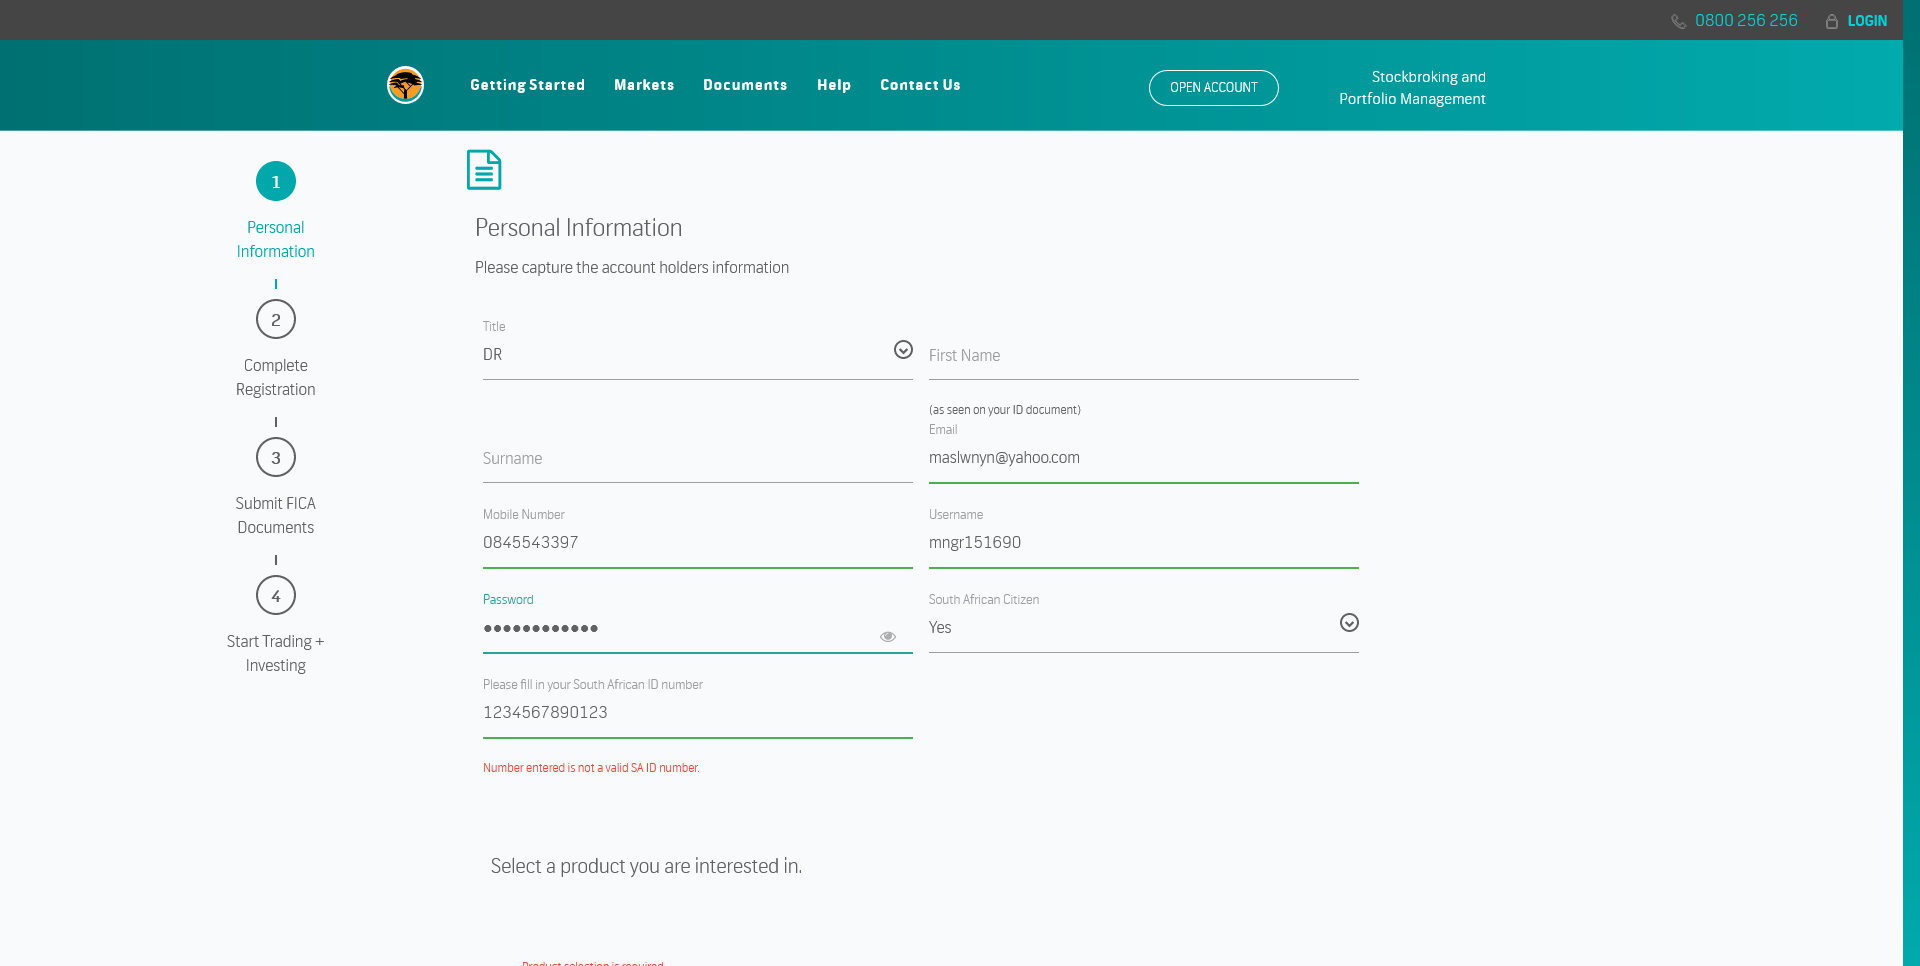 0800 256 256
LOGIN
Getting Started
Markets
Documents
Help
Contact Us
OPEN ACCOUNT
Stockbroking and
Portfolio Management
1
Personal
Information
2
Complete
Registration
3
Submit FICA
Documents
4
Start Trading +
Investing
Personal Information
Please capture the account holders information
Title
DR
First Name
(as seen on your ID document)
Surname
Email
maslwnyn@yahoo.com
Mobile Number
0845543397
Username
mngr151690
Password
••••••••••••
South African Citizen
Yes
Please fill in your South African ID number
1234567890123
Number entered is not a valid SA ID number.
Select a product you are interested in.
Product selection is required